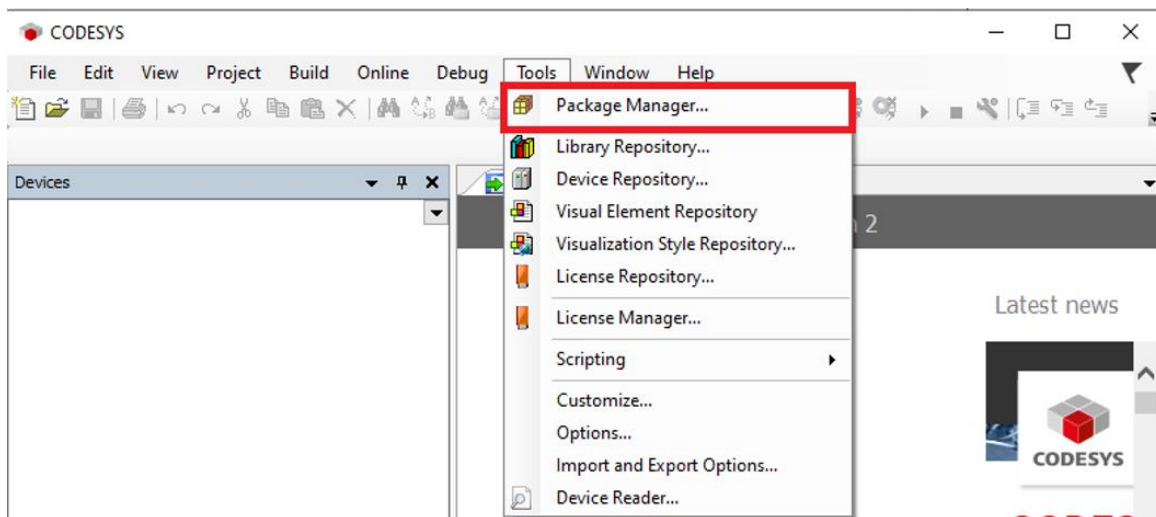 CODESYS
File Edit View Project Build Online Debug Tools Window Help
Package Manager...
Library Repository...
Devices
Device Repository...
Visual Element Repository
2
Visualization Style Repository...
License Repository...
Latest news
License Manager...
Scripting
Customize...
Options...
CODESYS
Import and Export Options...
Device Reader...